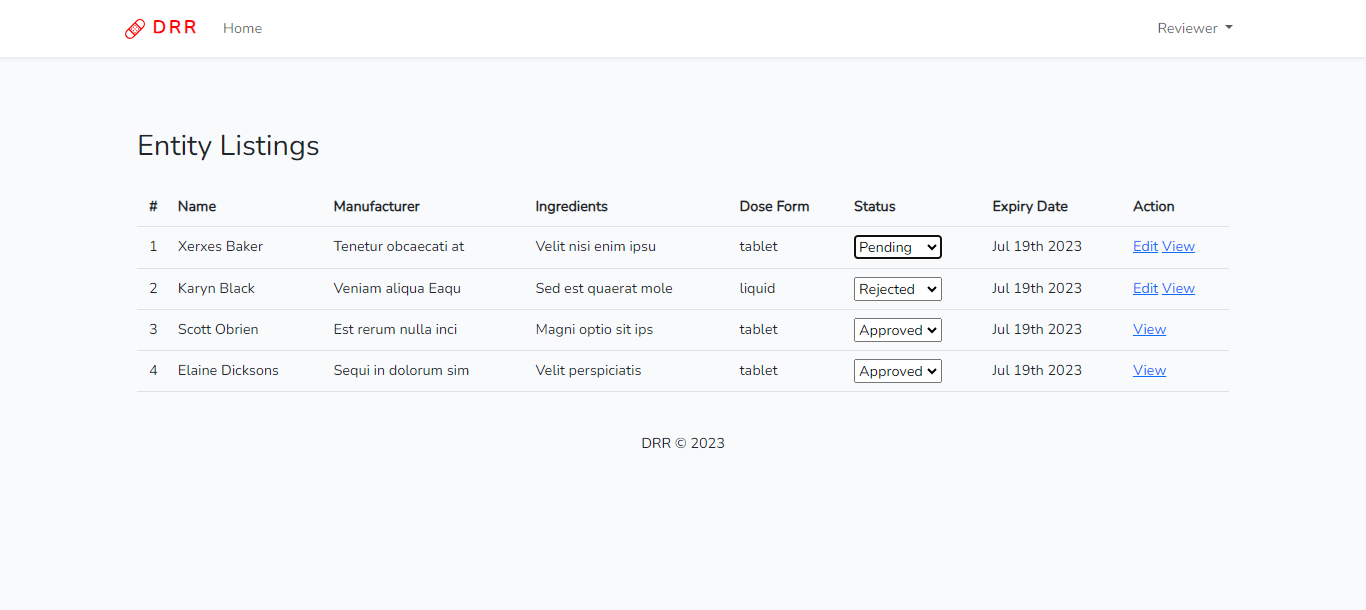 DRR Home Reviewer
Entity Listings
# Name Manufacturer Ingredients Dose Form Status Expiry Date Action
1 Xerxes Baker Tenetur obcaecati at Velit nisi enim ipsu tablet Pending Jul 19th 2023 Edit View
2 Karyn Black Veniam aliqua Eaqu Sed est quaerat mole liquid Rejected Jul 19th 2023 Edit View
3 Scott Obrien Est rerum nulla inci Magni optio sit ips tablet Approved Jul 19th 2023 View
4 Elaine Dicksons Sequi in dolorum sim Velit perspiciatis tablet Approved Jul 19th 2023 View
DRR © 2023